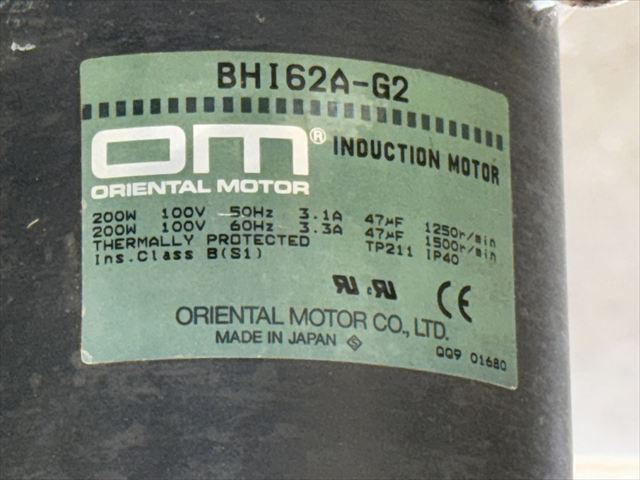 BHI62A-G2
OM® INDUCTION MOTOR
ORIENTAL MOTOR
200W 100V 50Hz 3.1A 47µF 1250r/min
200W 100V 60Hz 3.3A 47µF 1500r/min
THERMALLY PROTECTED TP211 IP40
Ins.Class B(S1)
ORIENTAL MOTOR CO., LTD.
MADE IN JAPAN S
QQ9 01680